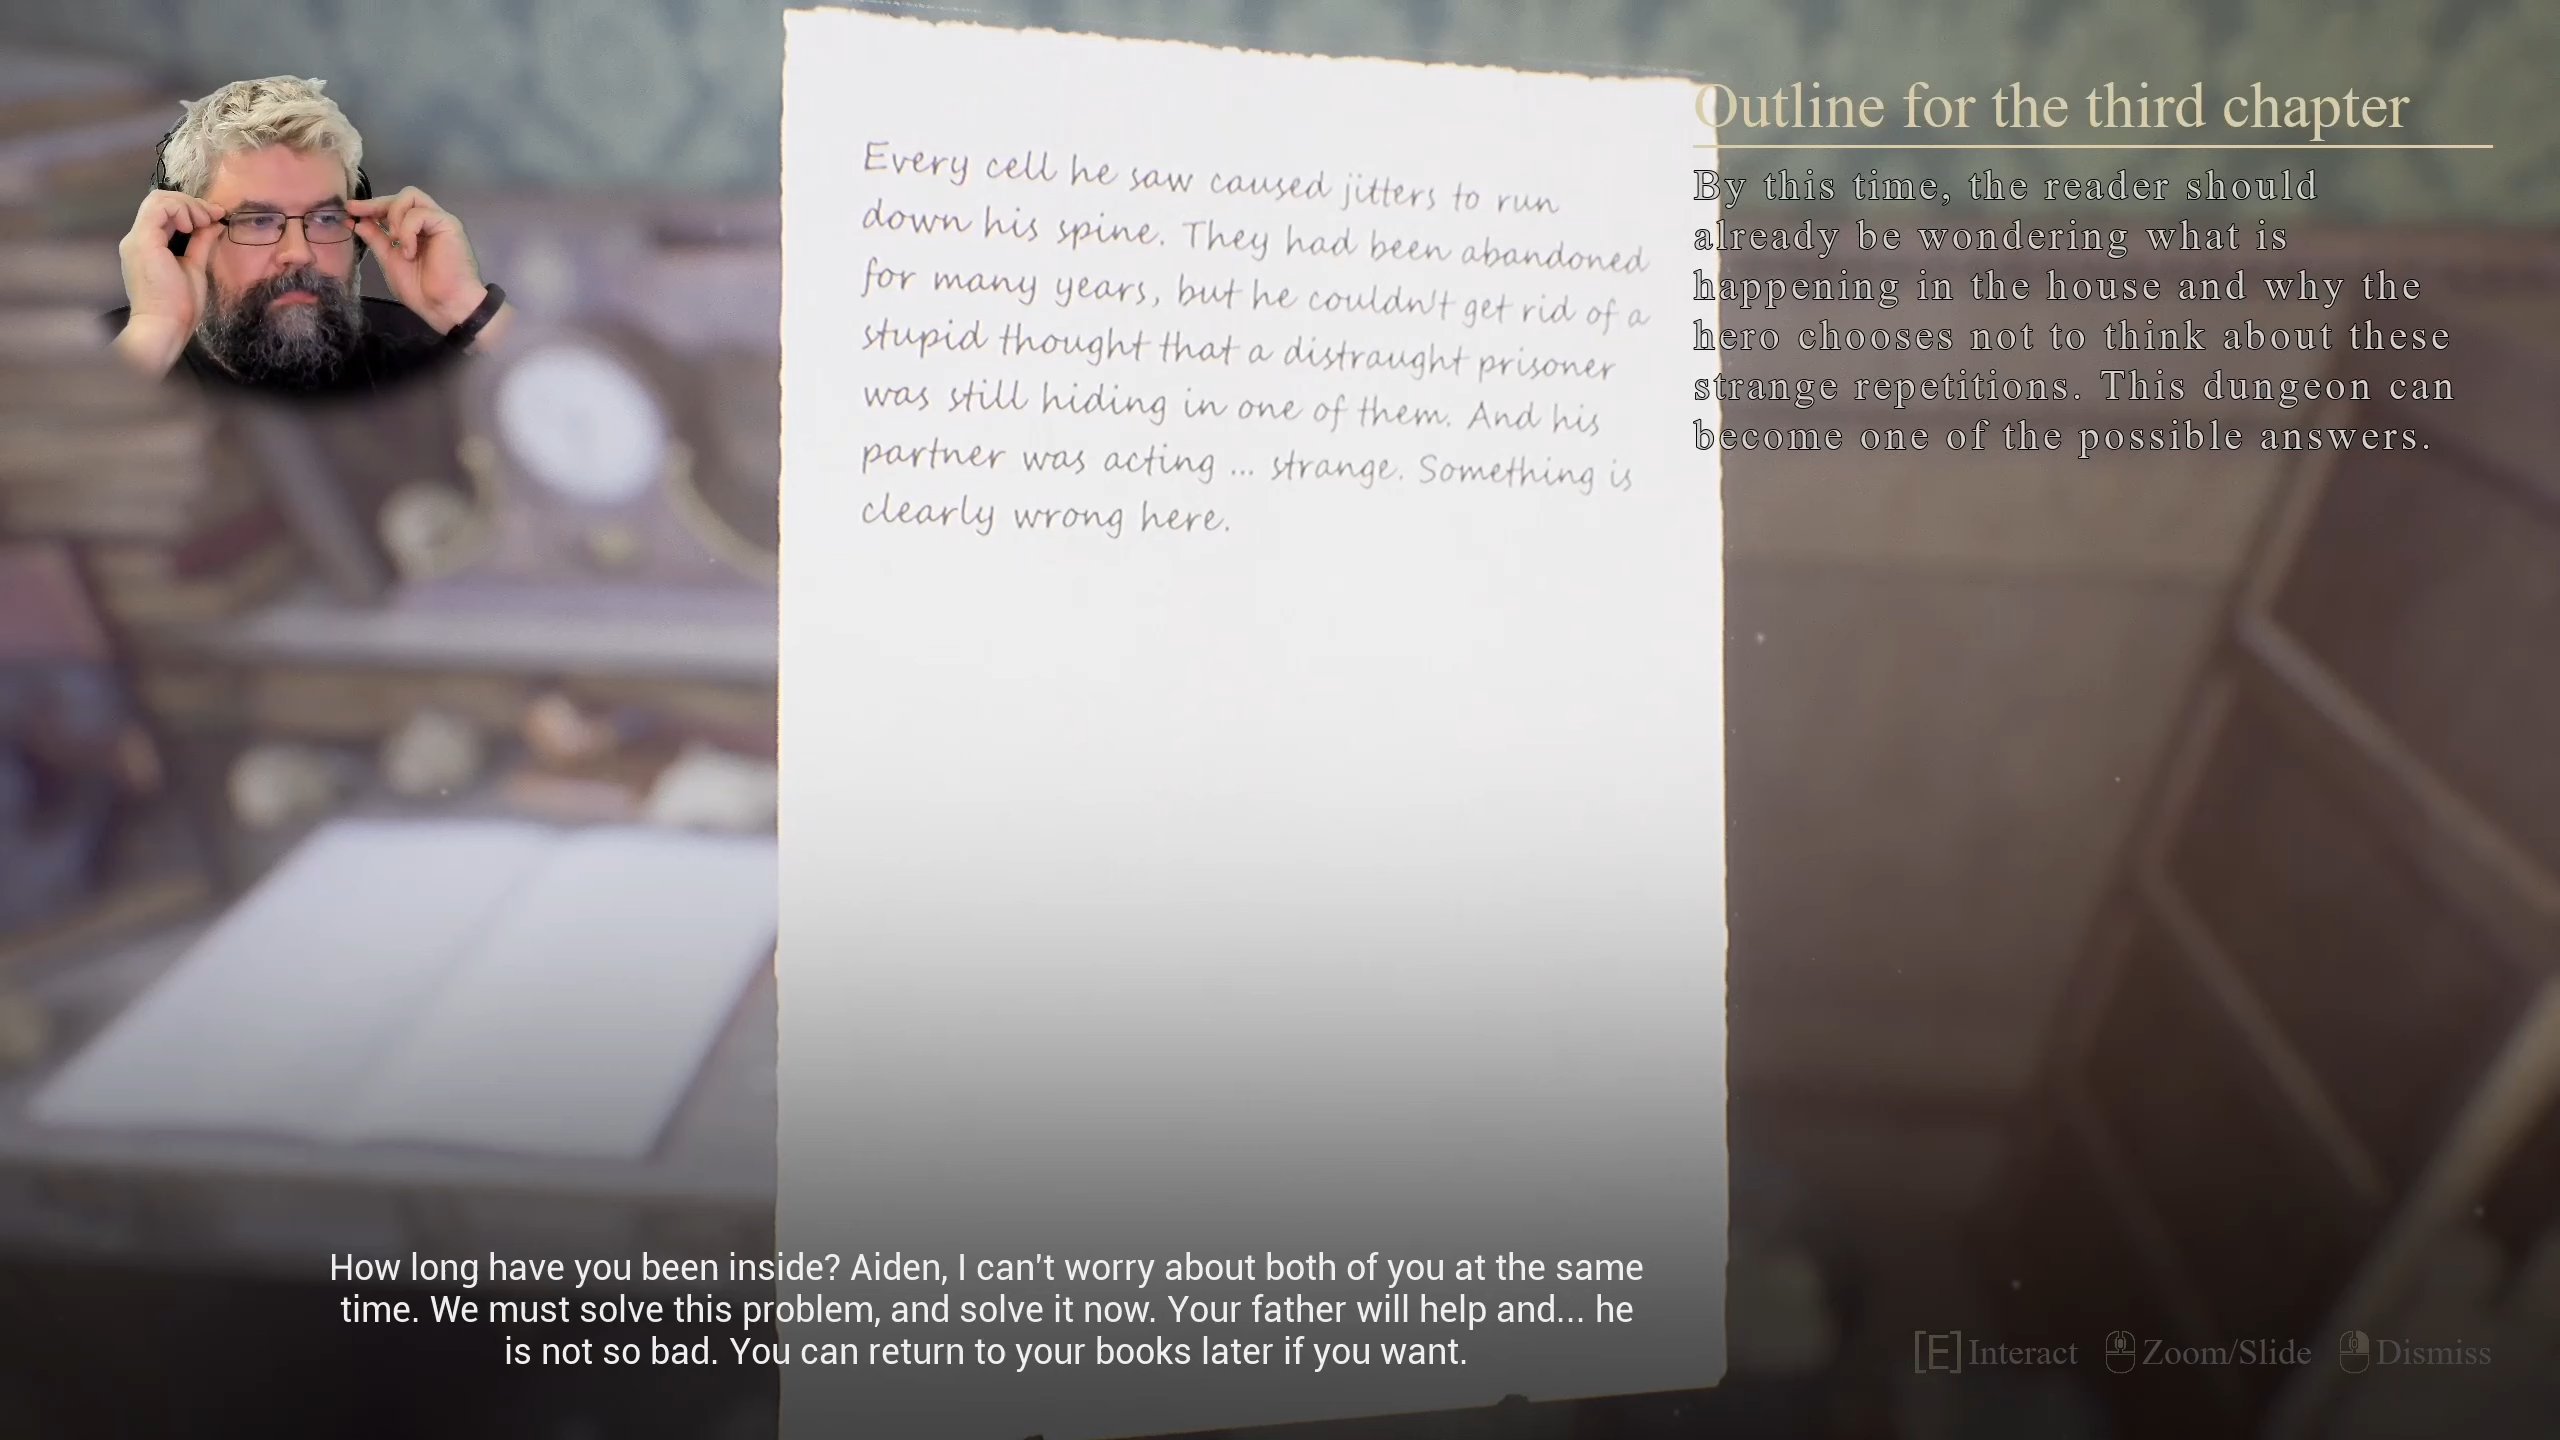 Every cell he saw caused jitters to run
down his spine. They had been abandoned
for many years, but he couldn't get rid of a
stupid thought that a distraught prisoner
was still hiding in one of them. And his
partner was acting ... strange. Something is
clearly wrong here.
Outline for the third chapter
By this time, the reader should
already be wondering what is
happening in the house and why the
hero chooses not to think about these
strange repetitions. This dungeon can
become one of the possible answers.
How long have you been inside? Aiden, I can't worry about both of you at the same
time. We must solve this problem, and solve it now. Your father will help and... he
is not so bad. You can return to your books later if you want.
[E] Interact Zoom/Slide Dismiss